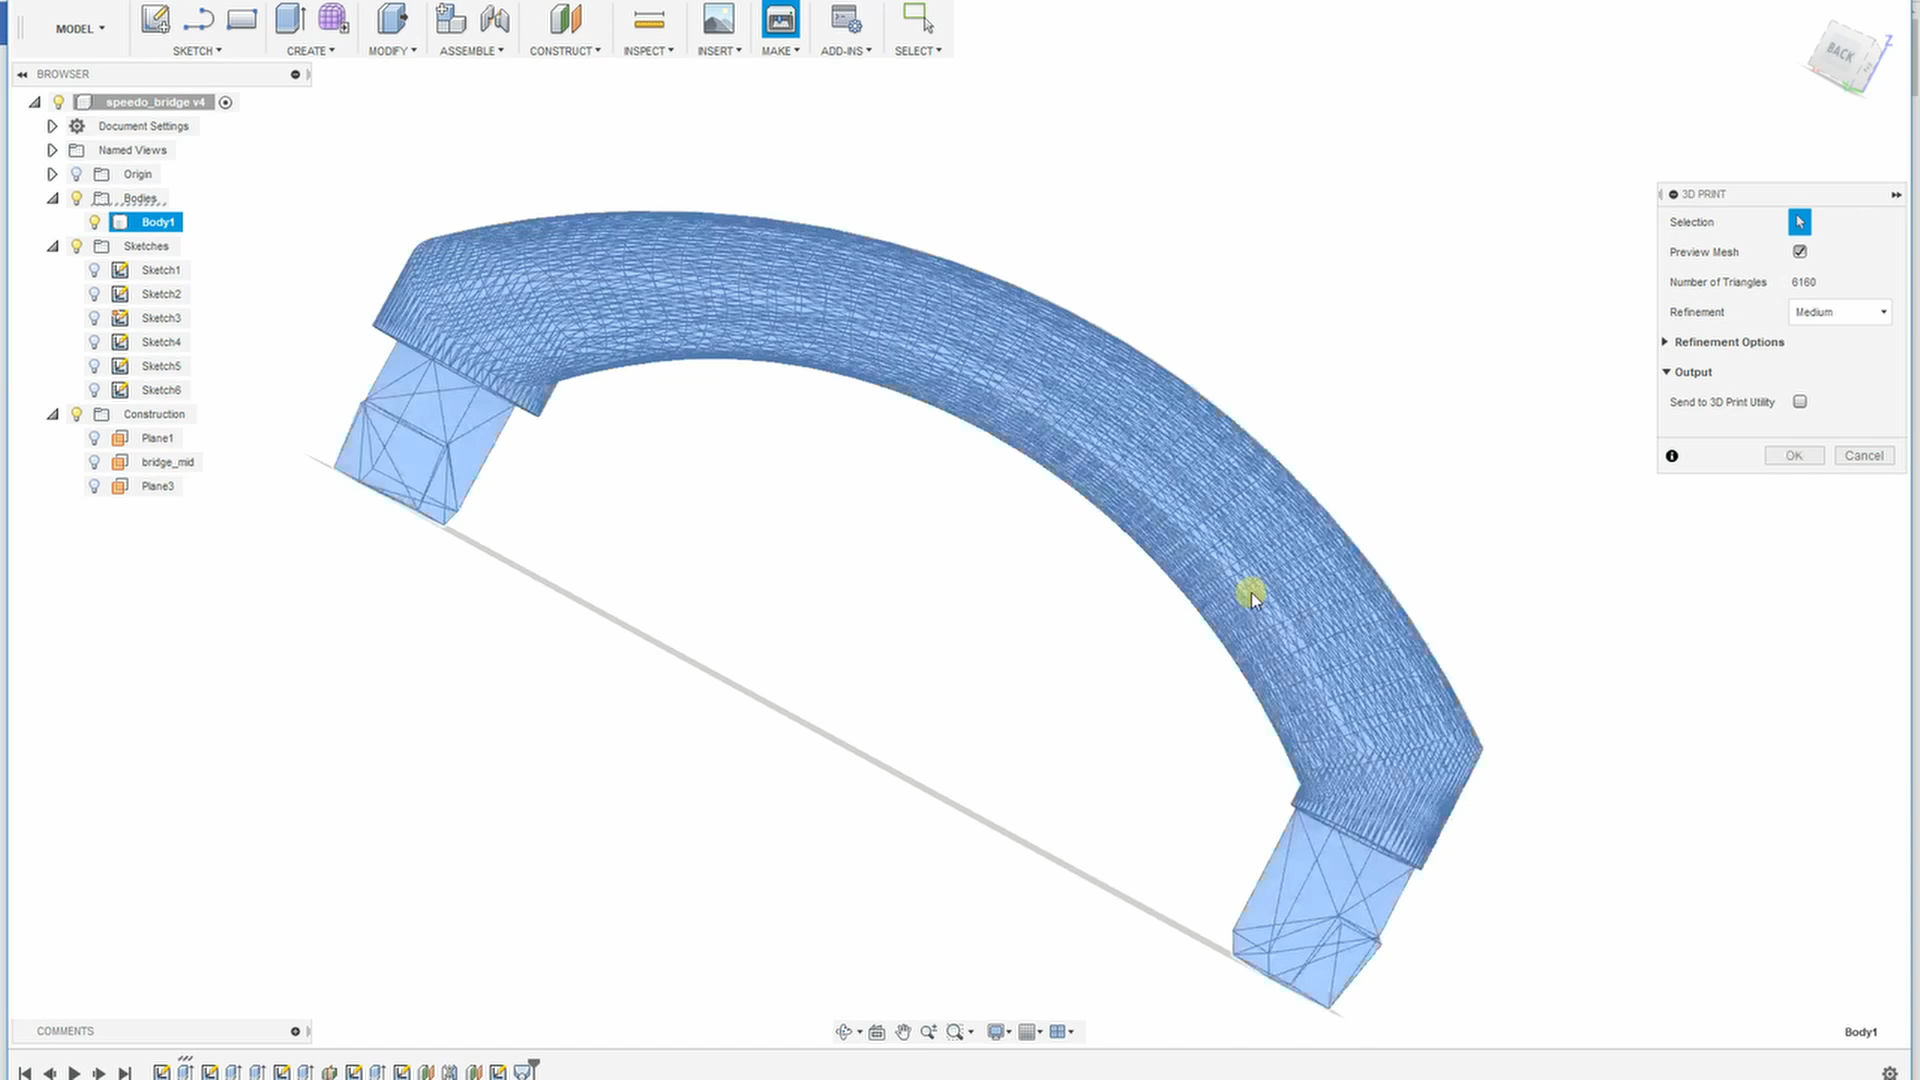 MODEL
SKETCH
CREATE
MODIFY
ASSEMBLE
CONSTRUCT
INSPECT
INSERT
MAKE
ADD-INS
SELECT
BACK
Z
BROWSER
speedo_bridge v4
Document Settings
Named Views
Origin
Bodies
Body1
Sketches
Sketch1
Sketch2
Sketch3
Sketch4
Sketch5
Sketch6
Construction
Plane1
bridge_mid
Plane3
3D PRINT
Selection
Preview Mesh
Number of Triangles 6160
Refinement Medium
Refinement Options
Output
Send to 3D Print Utility
OK Cancel
COMMENTS
Body1